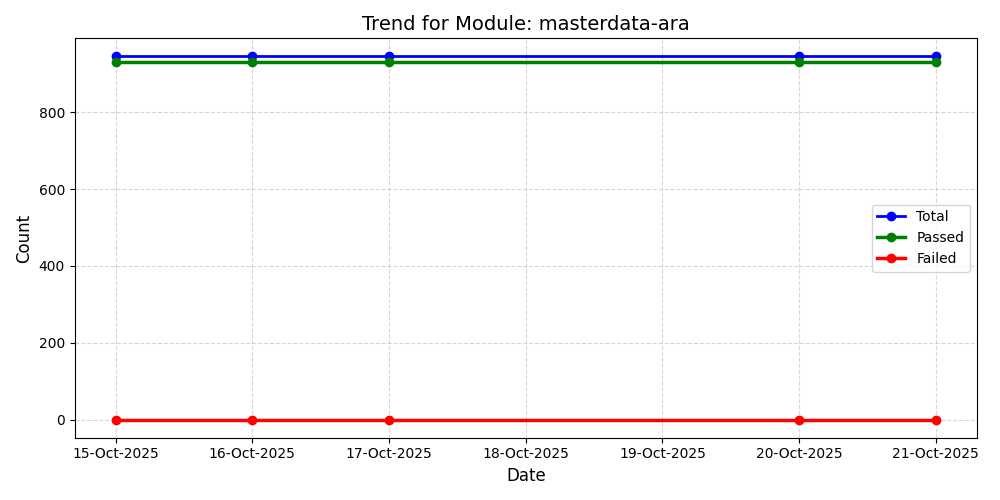 Trend for Module: masterdata-ara
Count
800
600
400
200
0
Total
Passed
Failed
15-Oct-2025
16-Oct-2025
17-Oct-2025
18-Oct-2025
19-Oct-2025
20-Oct-2025
21-Oct-2025
Date